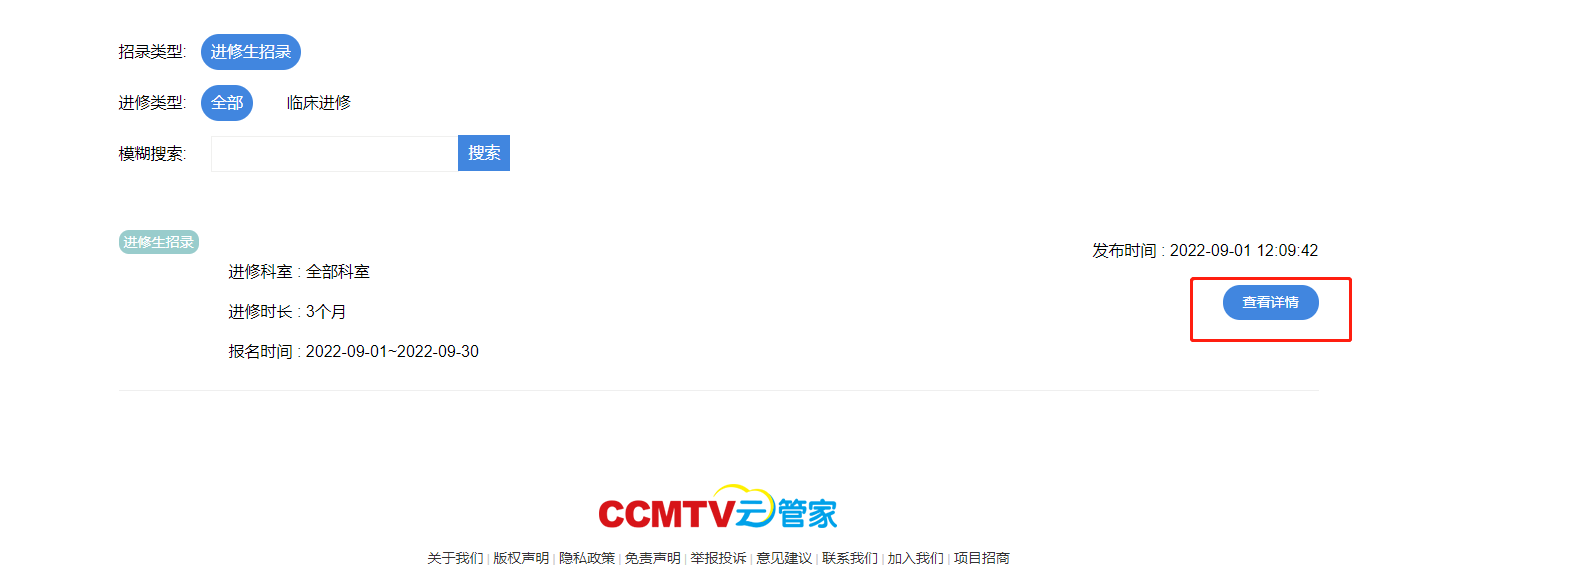 招录类型: 进修生招录
进修类型: 全部 临床进修
模糊搜索: 搜索
进修生招录
发布时间 : 2022-09-01 12:09:42
进修科室 : 全部科室
查看详情
进修时长 : 3个月
报名时间 : 2022-09-01~2022-09-30
CCMTV云管家
关于我们 | 版权声明 | 隐私政策 | 免责声明 | 举报投诉 | 意见建议 | 联系我们 | 加入我们 | 项目招商